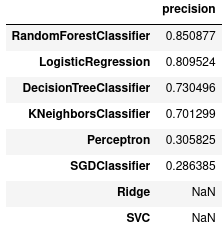 precision
RandomForestClassifier 0.850877
LogisticRegression 0.809524
DecisionTreeClassifier 0.730496
KNeighborsClassifier 0.701299
Perceptron 0.305825
SGDClassifier 0.286385
Ridge NaN
SVC NaN